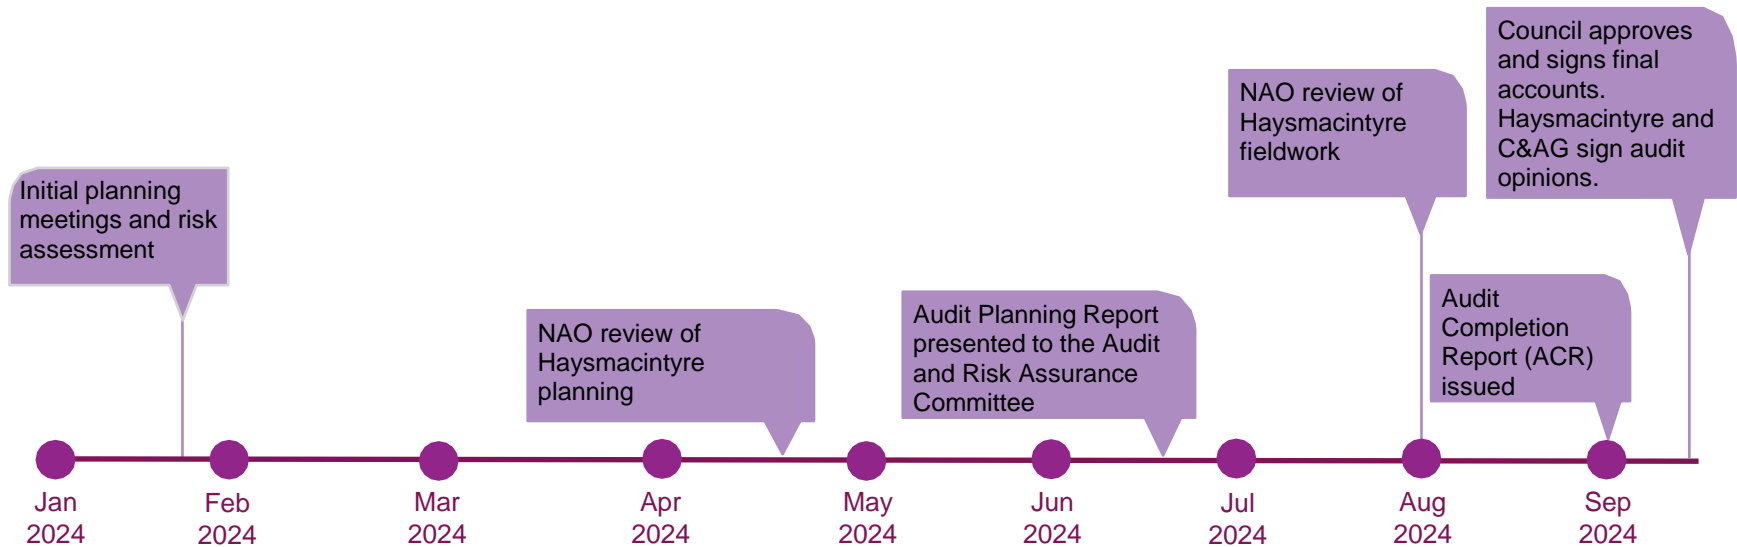 Initial planning
meetings and risk
assessment
NAO review of
Haysmacintyre
planning
Audit Planning Report
presented to the Audit
and Risk Assurance
Committee
NAO review of
Haysmacintyre
fieldwork
Audit
Completion
Report (ACR)
issued
Council approves
and signs final
accounts.
Haysmacintyre and
C&AG sign audit
opinions.
Jan
2024
Feb
2024
Mar
2024
Apr
2024
May
2024
Jun
2024
Jul
2024
Aug
2024
Sep
2024